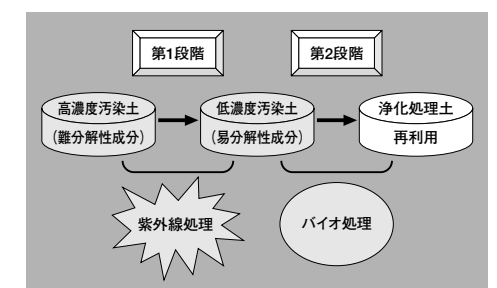 第1段階
第2段階
高濃度汚染土
(難分解性成分)
低濃度汚染土
(易分解性成分)
浄化処理土
再利用
紫外線処理
バイオ処理